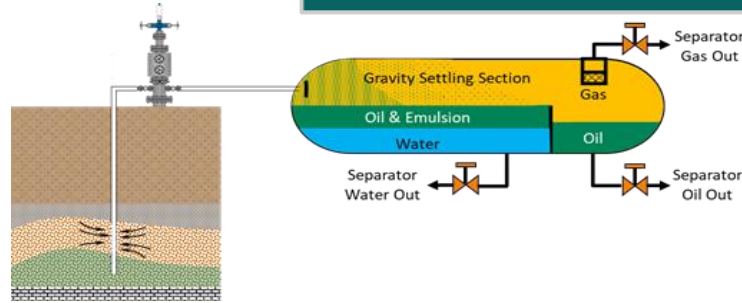 Separator
Gas Out
Gravity Settling Section
Gas
Oil & Emulsion
Oil
Water
Separator
Water Out
Separator
Oil Out